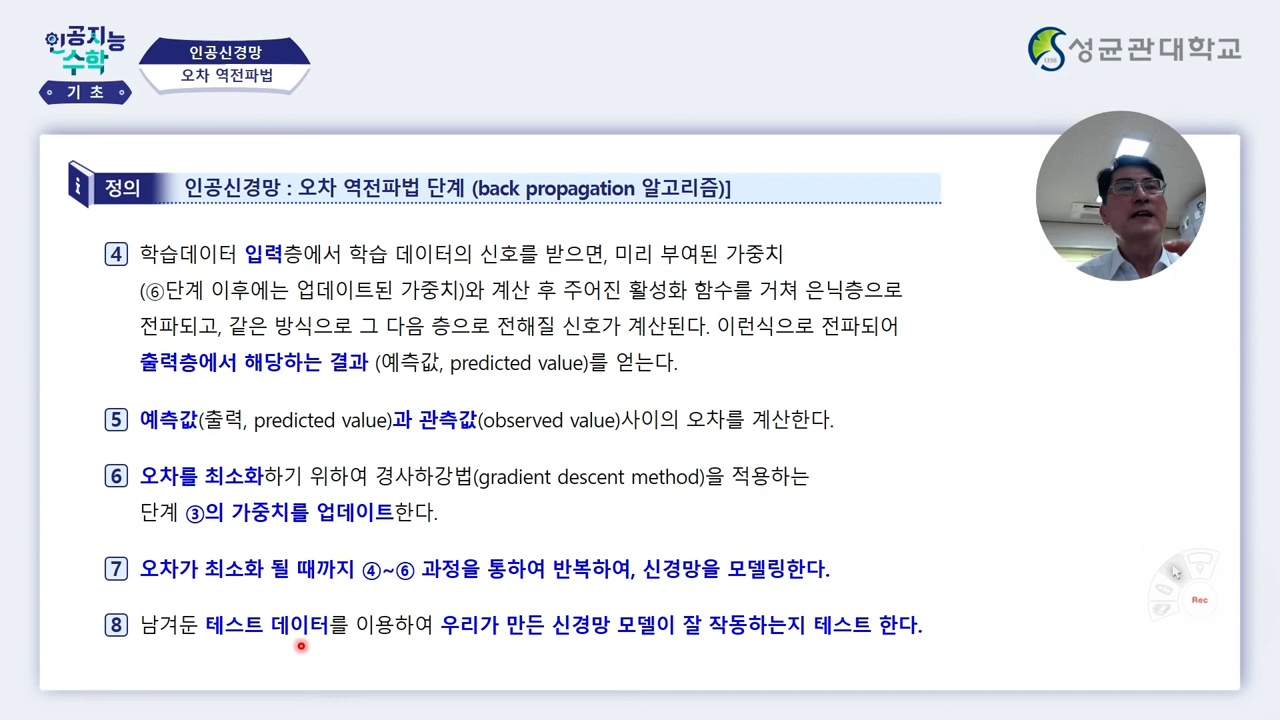 인공지능
수학
기 초
인공신경망
오차 역전파법
1398
성균관대학교
i 정의 인공신경망 : 오차 역전파법 단계 (back propagation 알고리즘)]
4 학습데이터 입력층에서 학습 데이터의 신호를 받으면, 미리 부여된 가중치
(⑥단계 이후에는 업데이트된 가중치)와 계산 후 주어진 활성화 함수를 거쳐 은닉층으로
전파되고, 같은 방식으로 그 다음 층으로 전해질 신호가 계산된다. 이런식으로 전파되어
출력층에서 해당하는 결과 (예측값, predicted value)를 얻는다.
5 예측값(출력, predicted value)과 관측값(observed value)사이의 오차를 계산한다.
6 오차를 최소화하기 위하여 경사하강법(gradient descent method)을 적용하는
단계 ③의 가중치를 업데이트한다.
7 오차가 최소화 될 때까지 ④~⑥ 과정을 통하여 반복하여, 신경망을 모델링한다.
8 남겨둔 테스트 데이터를 이용하여 우리가 만든 신경망 모델이 잘 작동하는지 테스트 한다.
Rec